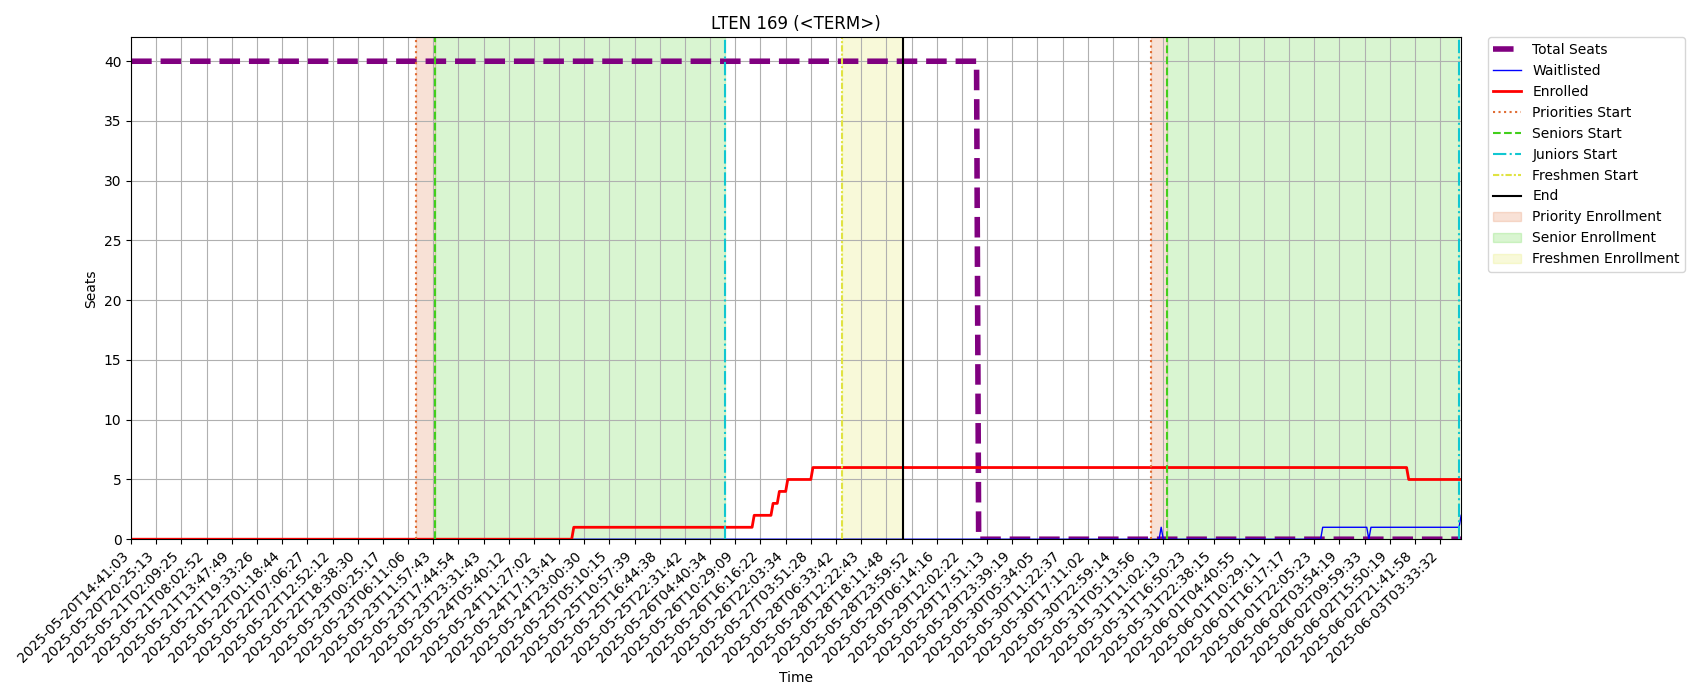 LTEN 169 (<TERM>)
Seats
40
35
30
25
20
15
10
5
0
2025-05-20T14:41:03
2025-05-20T20:25:13
2025-05-21T02:09:25
2025-05-21T08:02:52
2025-05-21T13:47:49
2025-05-21T19:33:26
2025-05-22T01:18:44
2025-05-22T07:06:27
2025-05-22T12:52:12
2025-05-22T18:38:30
2025-05-23T00:25:17
2025-05-23T06:11:06
2025-05-23T11:57:43
2025-05-23T17:44:54
2025-05-23T23:31:43
2025-05-24T05:40:12
2025-05-24T11:27:02
2025-05-24T17:13:41
2025-05-24T23:00:30
2025-05-25T05:10:15
2025-05-25T10:57:39
2025-05-25T16:44:38
2025-05-25T22:31:42
2025-05-26T04:40:34
2025-05-26T10:29:09
2025-05-26T16:16:22
2025-05-26T22:03:34
2025-05-27T03:51:28
2025-05-28T06:33:42
2025-05-28T12:22:43
2025-05-28T18:11:48
2025-05-28T23:59:52
2025-05-29T06:14:16
2025-05-29T12:02:22
2025-05-29T17:51:13
2025-05-29T23:39:19
2025-05-30T05:34:05
2025-05-30T11:22:37
2025-05-30T17:11:02
2025-05-30T22:59:14
2025-05-31T05:13:56
2025-05-31T11:02:13
2025-05-31T16:50:23
2025-05-31T22:38:15
2025-06-01T04:40:55
2025-06-01T10:29:11
2025-06-01T16:17:17
2025-06-01T22:05:23
2025-06-02T03:54:19
2025-06-02T09:59:33
2025-06-02T15:50:19
2025-06-02T21:41:58
2025-06-03T03:33:32
Time
Total Seats
Waitlisted
Enrolled
Priorities Start
Seniors Start
Juniors Start
Freshmen Start
End
Priority Enrollment
Senior Enrollment
Freshmen Enrollment